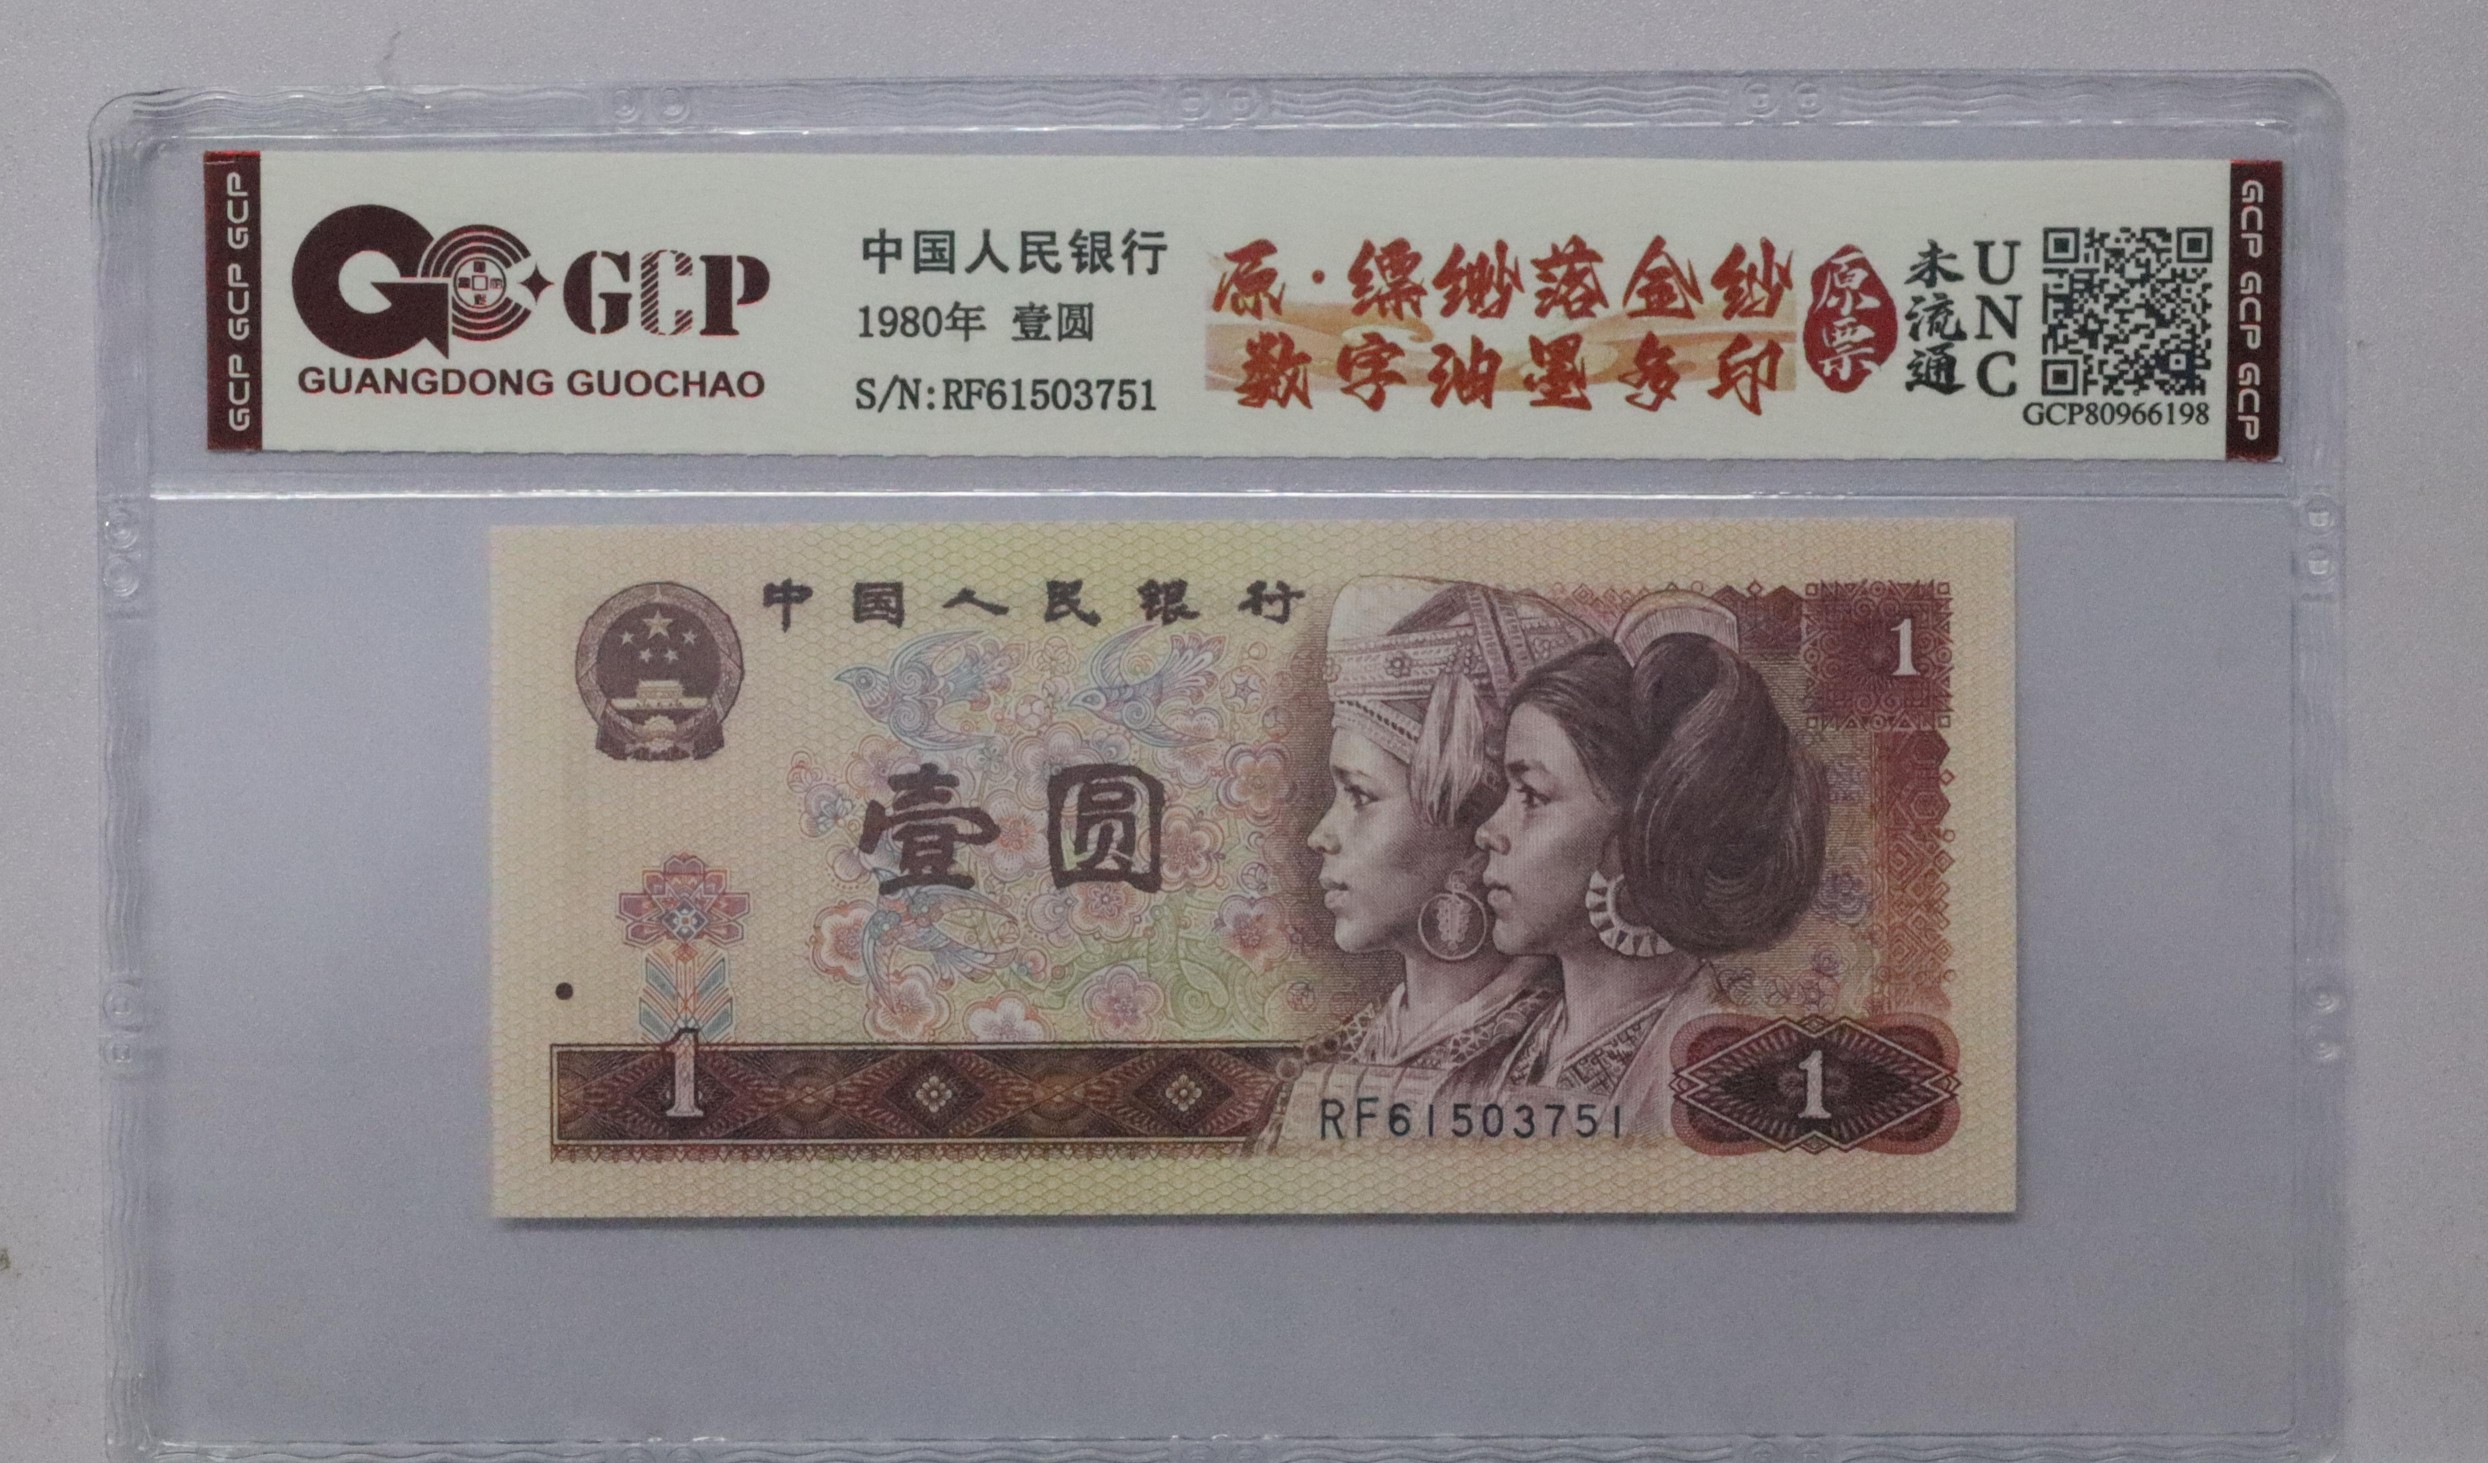 GCP GCP GCP
GCP
GUANGDONG GUOCHAO
中国人民银行
1980年 壹圆
S/N:RF61503751
原·缥缈落金纱
数字油墨多印
原票
未流通
UNC
GCP80966198
GCP GCP GCP
中国人民银行
1
壹圆
1
RF61503751
1